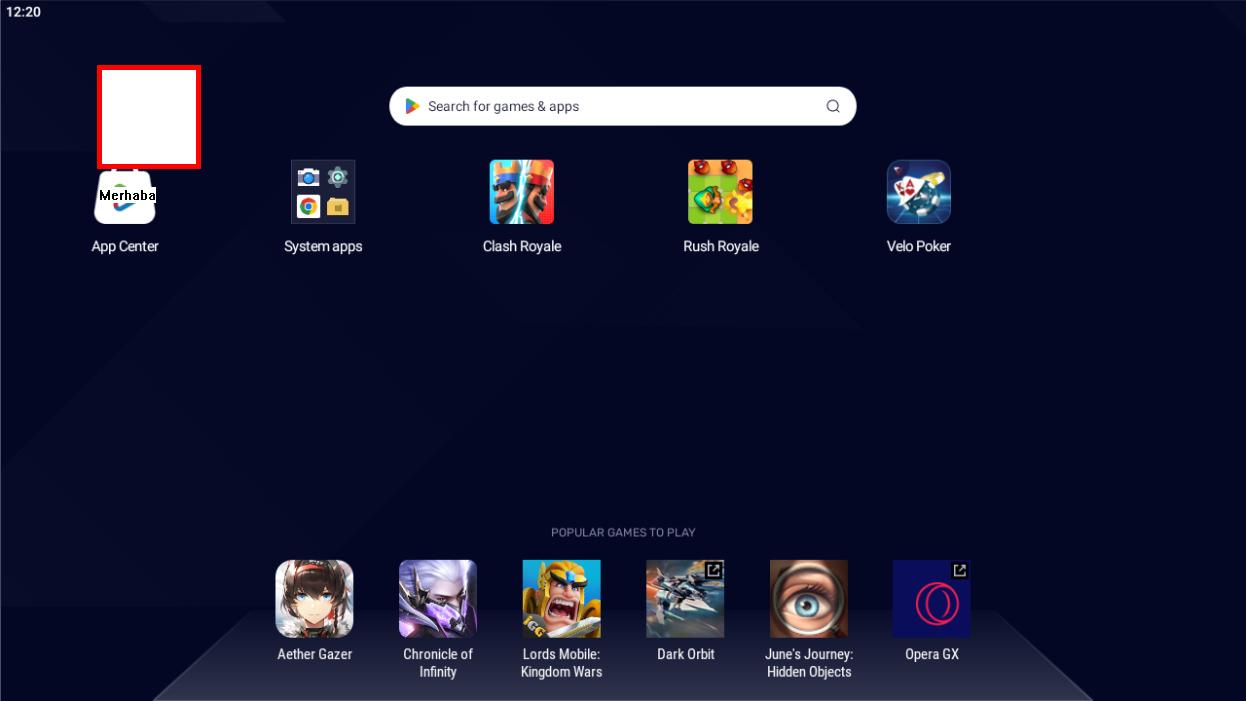 12:20
Search for games & apps
Merhaba
App Center
System apps
Clash Royale
Rush Royale
Velo Poker
POPULAR GAMES TO PLAY
IGG
Aether Gazer
Chronicle of
Infinity
Lords Mobile:
Kingdom Wars
Dark Orbit
June's Journey:
Hidden Objects
Opera GX